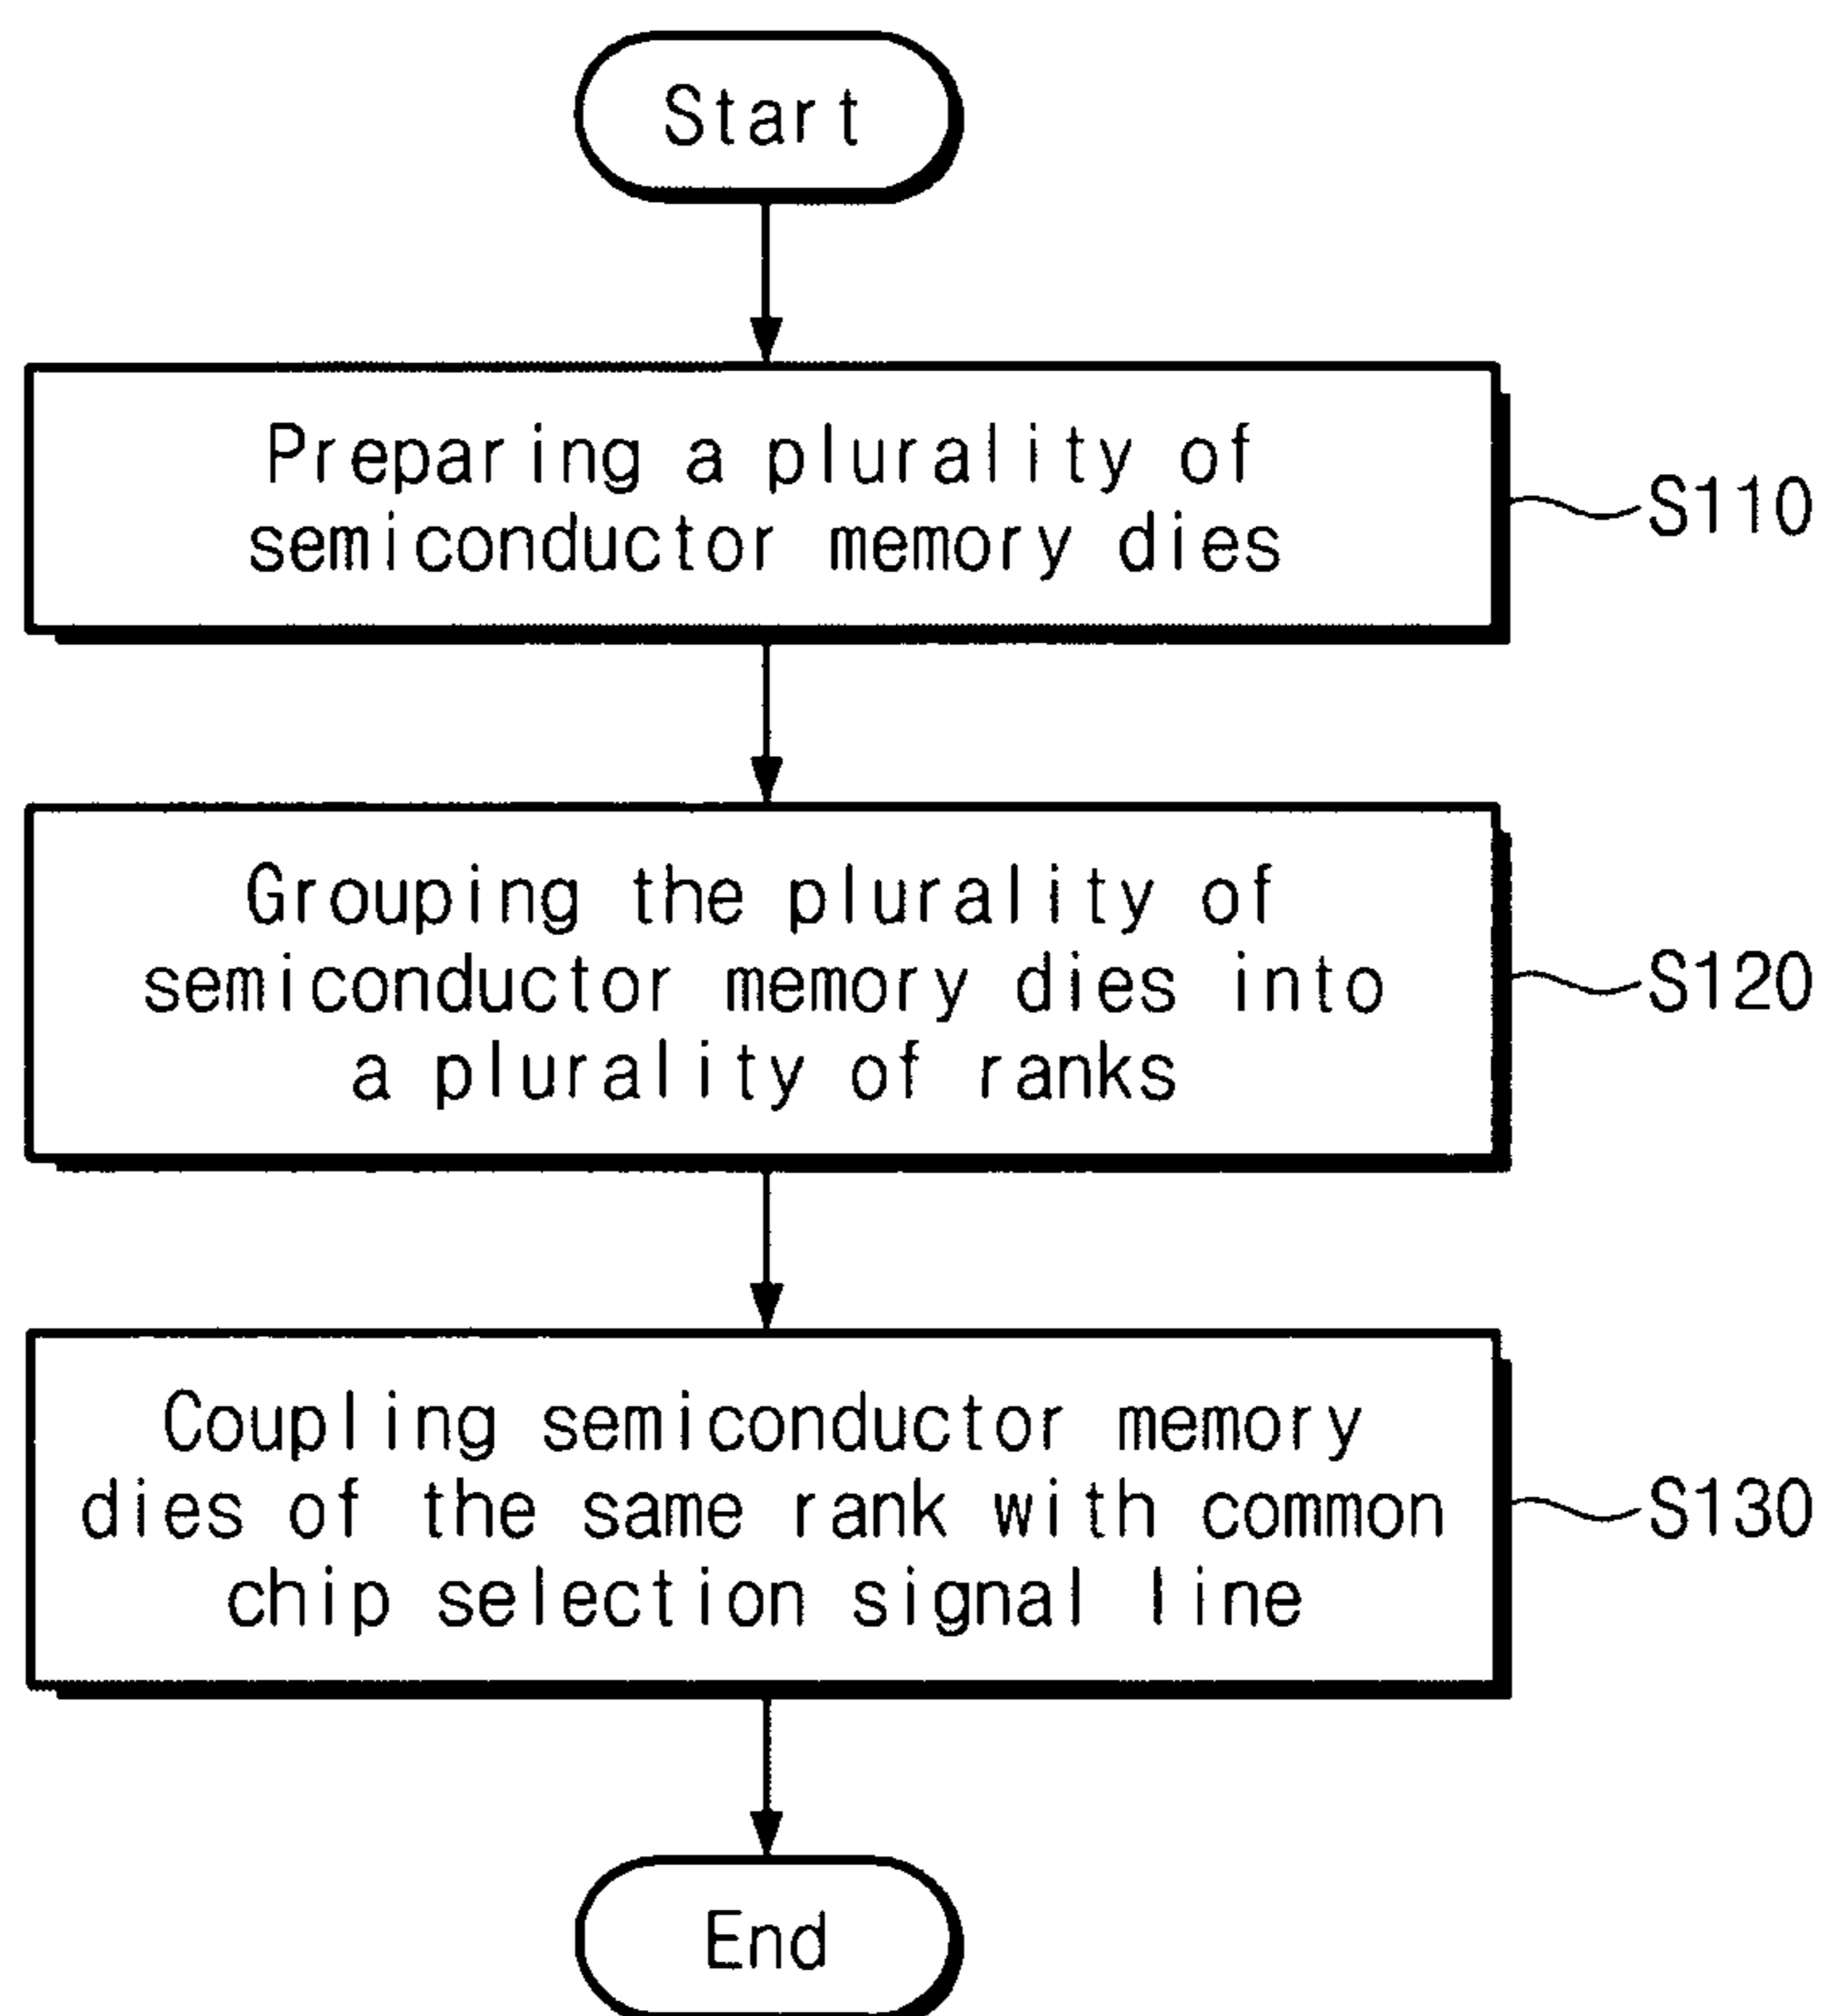 Start
Preparing a plurality of
semiconductor memory dies
S110
Grouping the plurality of
semiconductor memory dies into
a plurality of ranks
S120
Coupling semiconductor memory
dies of the same rank with common
chip selection signal line
S130
End